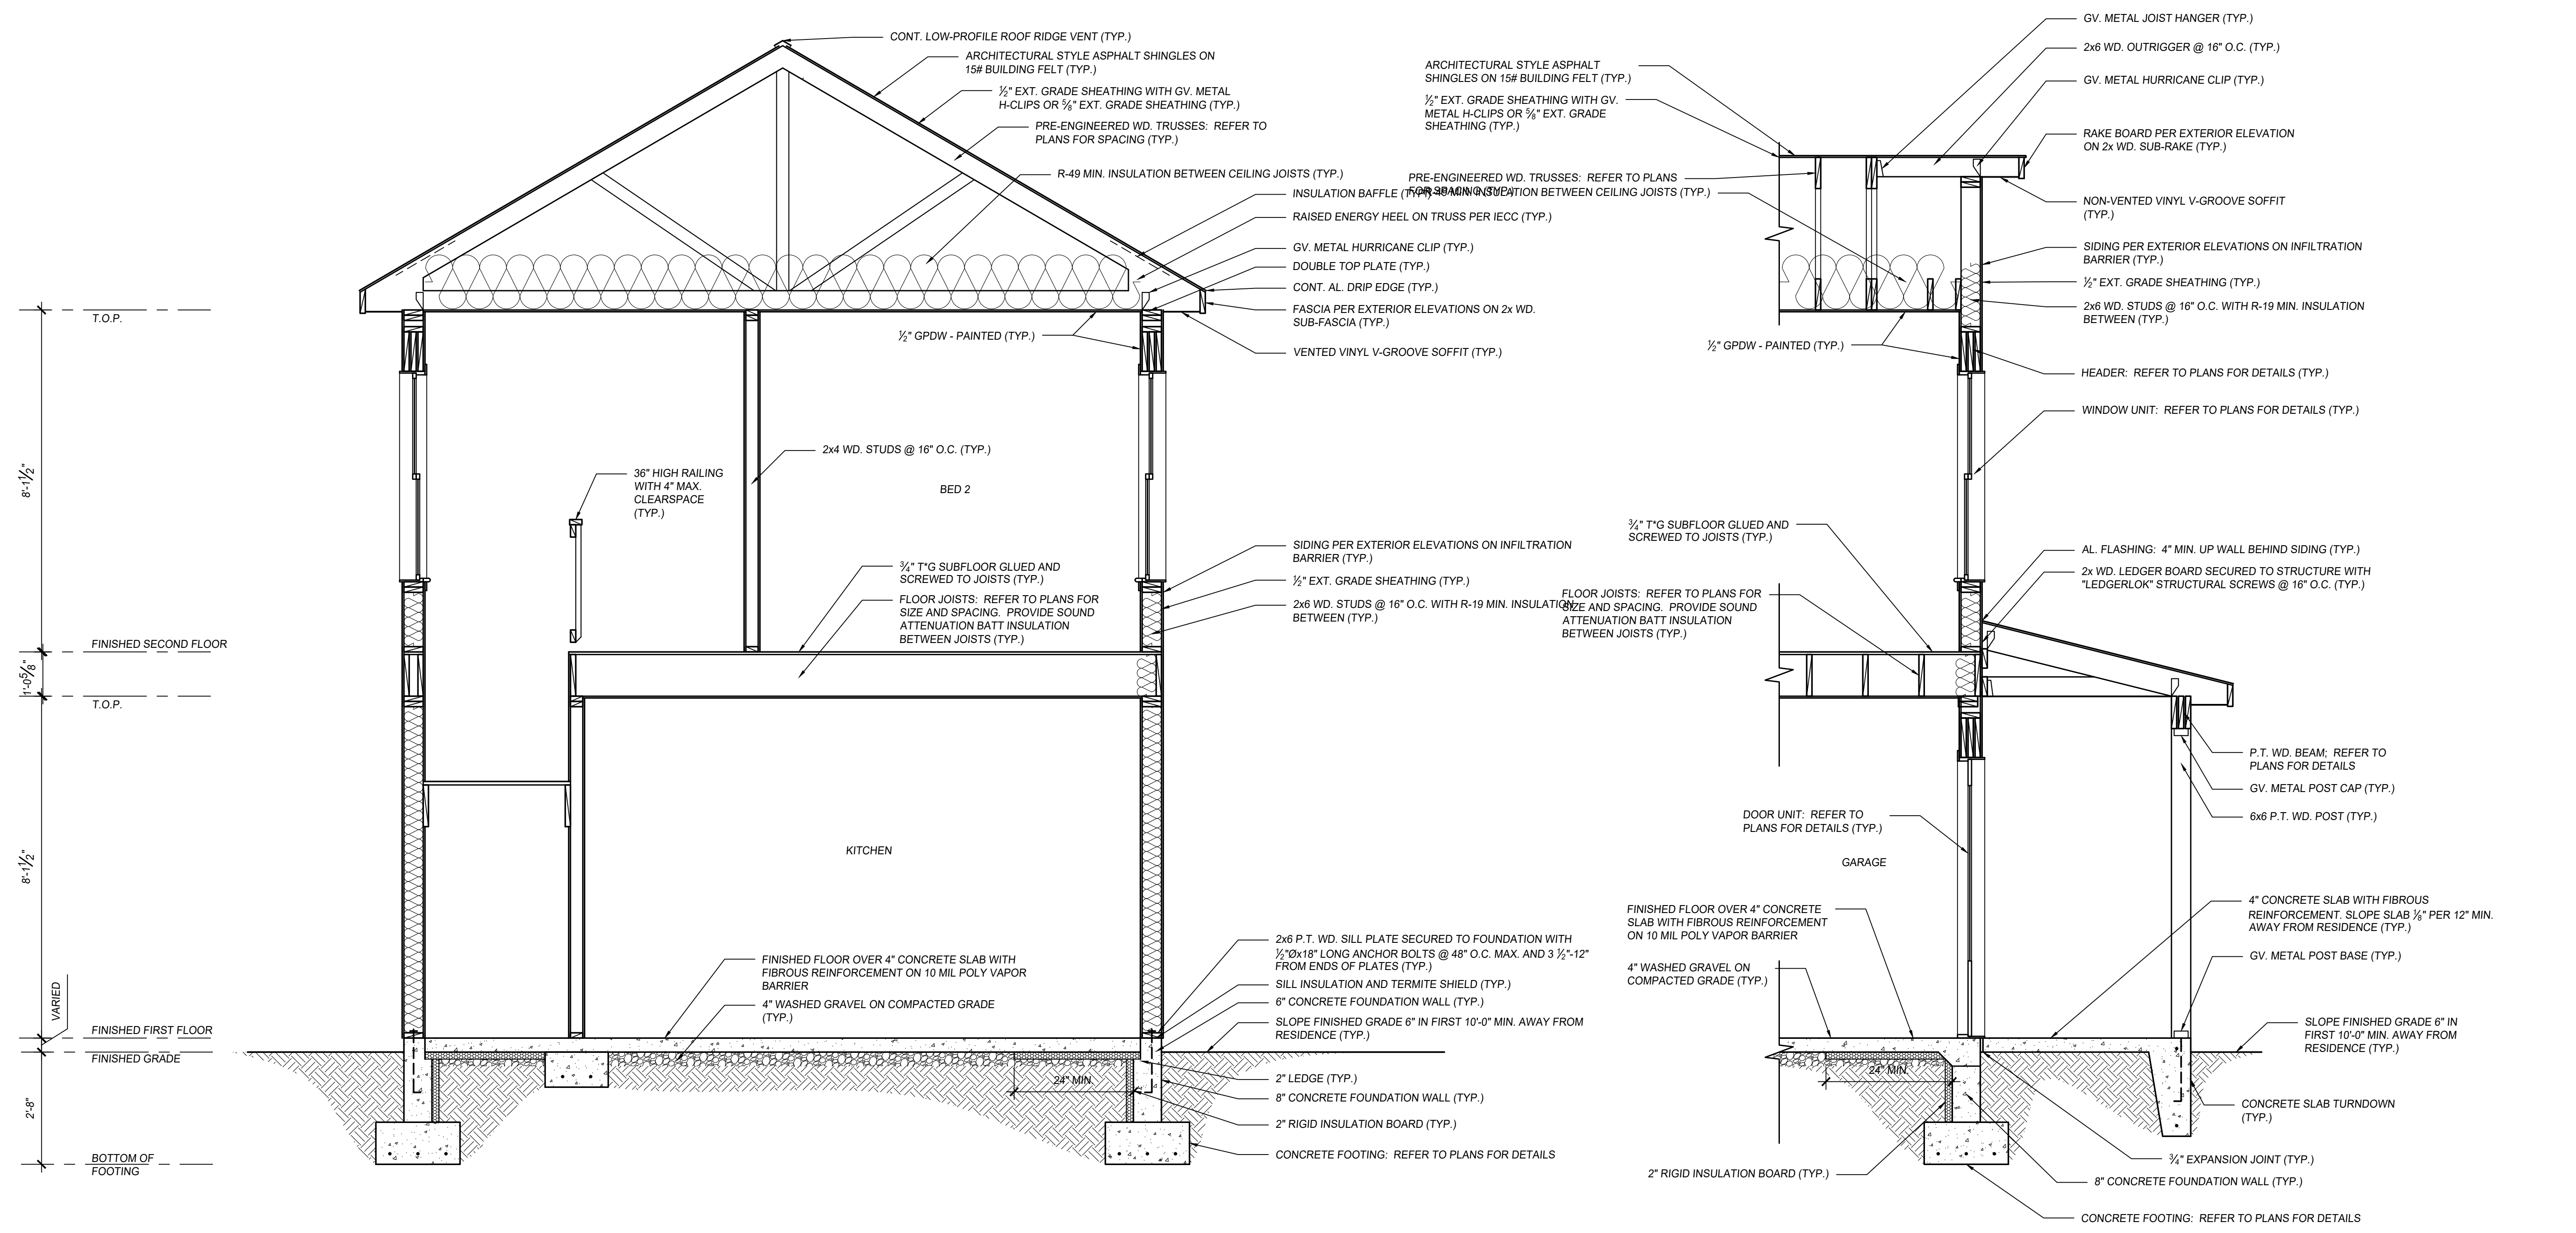 CONT. LOW-PROFILE ROOF RIDGE VENT (TYP.)
ARCHITECTURAL STYLE ASPHALT SHINGLES ON
15# BUILDING FELT (TYP.)
½" EXT. GRADE SHEATHING WITH GV. METAL
H-CLIPS OR ⅝" EXT. GRADE SHEATHING (TYP.)
PRE-ENGINEERED WD. TRUSSES: REFER TO
PLANS FOR SPACING (TYP.)
R-49 MIN. INSULATION BETWEEN CEILING JOISTS (TYP.)
INSULATION BAFFLE (TYP.)
RAISED ENERGY HEEL ON TRUSS PER IECC (TYP.)
GV. METAL HURRICANE CLIP (TYP.)
DOUBLE TOP PLATE (TYP.)
CONT. AL. DRIP EDGE (TYP.)
FASCIA PER EXTERIOR ELEVATIONS ON 2x WD.
SUB-FASCIA (TYP.)
VENTED VINYL V-GROOVE SOFFIT (TYP.)
½" GPDW - PAINTED (TYP.)
T.O.P.
8'-1½"
36" HIGH RAILING
WITH 4" MAX.
CLEARSPACE
(TYP.)
2x4 WD. STUDS @ 16" O.C. (TYP.)
BED 2
¾" T*G SUBFLOOR GLUED AND
SCREWED TO JOISTS (TYP.)
FLOOR JOISTS: REFER TO PLANS FOR
SIZE AND SPACING. PROVIDE SOUND
ATTENUATION BATT INSULATION
BETWEEN JOISTS (TYP.)
SIDING PER EXTERIOR ELEVATIONS ON INFILTRATION
BARRIER (TYP.)
½" EXT. GRADE SHEATHING (TYP.)
2x6 WD. STUDS @ 16" O.C. WITH R-19 MIN. INSULATION
BETWEEN (TYP.)
FINISHED SECOND FLOOR
1'-0⅝"
T.O.P.
8'-1½"
KITCHEN
FINISHED FLOOR OVER 4" CONCRETE SLAB WITH
FIBROUS REINFORCEMENT ON 10 MIL POLY VAPOR
BARRIER
4" WASHED GRAVEL ON COMPACTED GRADE
(TYP.)
2x6 P.T. WD. SILL PLATE SECURED TO FOUNDATION WITH
½"Øx18" LONG ANCHOR BOLTS @ 48" O.C. MAX. AND 3 ½"-12"
FROM ENDS OF PLATES (TYP.)
SILL INSULATION AND TERMITE SHIELD (TYP.)
6" CONCRETE FOUNDATION WALL (TYP.)
SLOPE FINISHED GRADE 6" IN FIRST 10'-0" MIN. AWAY FROM
RESIDENCE (TYP.)
VARIED
FINISHED FIRST FLOOR
FINISHED GRADE
24" MIN.
2" LEDGE (TYP.)
8" CONCRETE FOUNDATION WALL (TYP.)
2" RIGID INSULATION BOARD (TYP.)
CONCRETE FOOTING: REFER TO PLANS FOR DETAILS
2'-8"
BOTTOM OF
FOOTING
ARCHITECTURAL STYLE ASPHALT
SHINGLES ON 15# BUILDING FELT (TYP.)
½" EXT. GRADE SHEATHING WITH GV.
METAL H-CLIPS OR ⅝" EXT. GRADE
SHEATHING (TYP.)
PRE-ENGINEERED WD. TRUSSES: REFER TO PLANS
FOR SPACING (TYP.)
R-49 MIN. INSULATION BETWEEN CEILING JOISTS (TYP.)
½" GPDW - PAINTED (TYP.)
GV. METAL JOIST HANGER (TYP.)
2x6 WD. OUTRIGGER @ 16" O.C. (TYP.)
GV. METAL HURRICANE CLIP (TYP.)
RAKE BOARD PER EXTERIOR ELEVATION
ON 2x WD. SUB-RAKE (TYP.)
NON-VENTED VINYL V-GROOVE SOFFIT
(TYP.)
SIDING PER EXTERIOR ELEVATIONS ON INFILTRATION
BARRIER (TYP.)
½" EXT. GRADE SHEATHING (TYP.)
2x6 WD. STUDS @ 16" O.C. WITH R-19 MIN. INSULATION
BETWEEN (TYP.)
HEADER: REFER TO PLANS FOR DETAILS (TYP.)
WINDOW UNIT: REFER TO PLANS FOR DETAILS (TYP.)
¾" T*G SUBFLOOR GLUED AND
SCREWED TO JOISTS (TYP.)
FLOOR JOISTS: REFER TO PLANS FOR
SIZE AND SPACING. PROVIDE SOUND
ATTENUATION BATT INSULATION
BETWEEN JOISTS (TYP.)
AL. FLASHING: 4" MIN. UP WALL BEHIND SIDING (TYP.)
2x WD. LEDGER BOARD SECURED TO STRUCTURE WITH
"LEDGERLOK" STRUCTURAL SCREWS @ 16" O.C. (TYP.)
P.T. WD. BEAM; REFER TO
PLANS FOR DETAILS
GV. METAL POST CAP (TYP.)
6x6 P.T. WD. POST (TYP.)
DOOR UNIT: REFER TO
PLANS FOR DETAILS (TYP.)
GARAGE
FINISHED FLOOR OVER 4" CONCRETE
SLAB WITH FIBROUS REINFORCEMENT
ON 10 MIL POLY VAPOR BARRIER
4" WASHED GRAVEL ON
COMPACTED GRADE (TYP.)
4" CONCRETE SLAB WITH FIBROUS
REINFORCEMENT. SLOPE SLAB ⅛" PER 12" MIN.
AWAY FROM RESIDENCE (TYP.)
GV. METAL POST BASE (TYP.)
SLOPE FINISHED GRADE 6" IN
FIRST 10'-0" MIN. AWAY FROM
RESIDENCE (TYP.)
24" MIN.
CONCRETE SLAB TURNDOWN
(TYP.)
¾" EXPANSION JOINT (TYP.)
2" RIGID INSULATION BOARD (TYP.)
8" CONCRETE FOUNDATION WALL (TYP.)
CONCRETE FOOTING: REFER TO PLANS FOR DETAILS